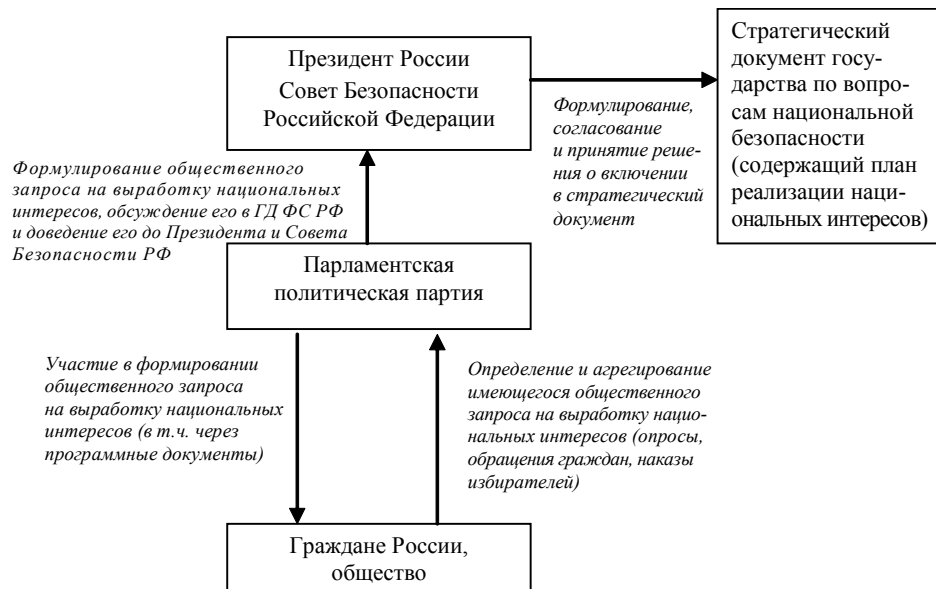 Президент России
Совет Безопасности
Российской Федерации
Стратегический
документ госу-
дарства по вопро-
сам национальной
безопасности
(содержащий план
реализации наци-
ональных интересов)
Формулирование,
согласование
и принятие реше-
ния о включении
в стратегический
документ
Формулирование общественного
запроса на выработку национальных
интересов, обсуждение его в ГД ФС РФ
и доведение его до Президента и Совета
Безопасности РФ
Парламентская
политическая партия
Участие в формировании
общественного запроса
на выработку национальных
интересов (в т.ч. через
программные документы)
Определение и агрегирование
имеющегося общественного
запроса на выработку нацио-
нальных интересов (опросы,
обращения граждан, наказы
избирателей)
Граждане России,
общество